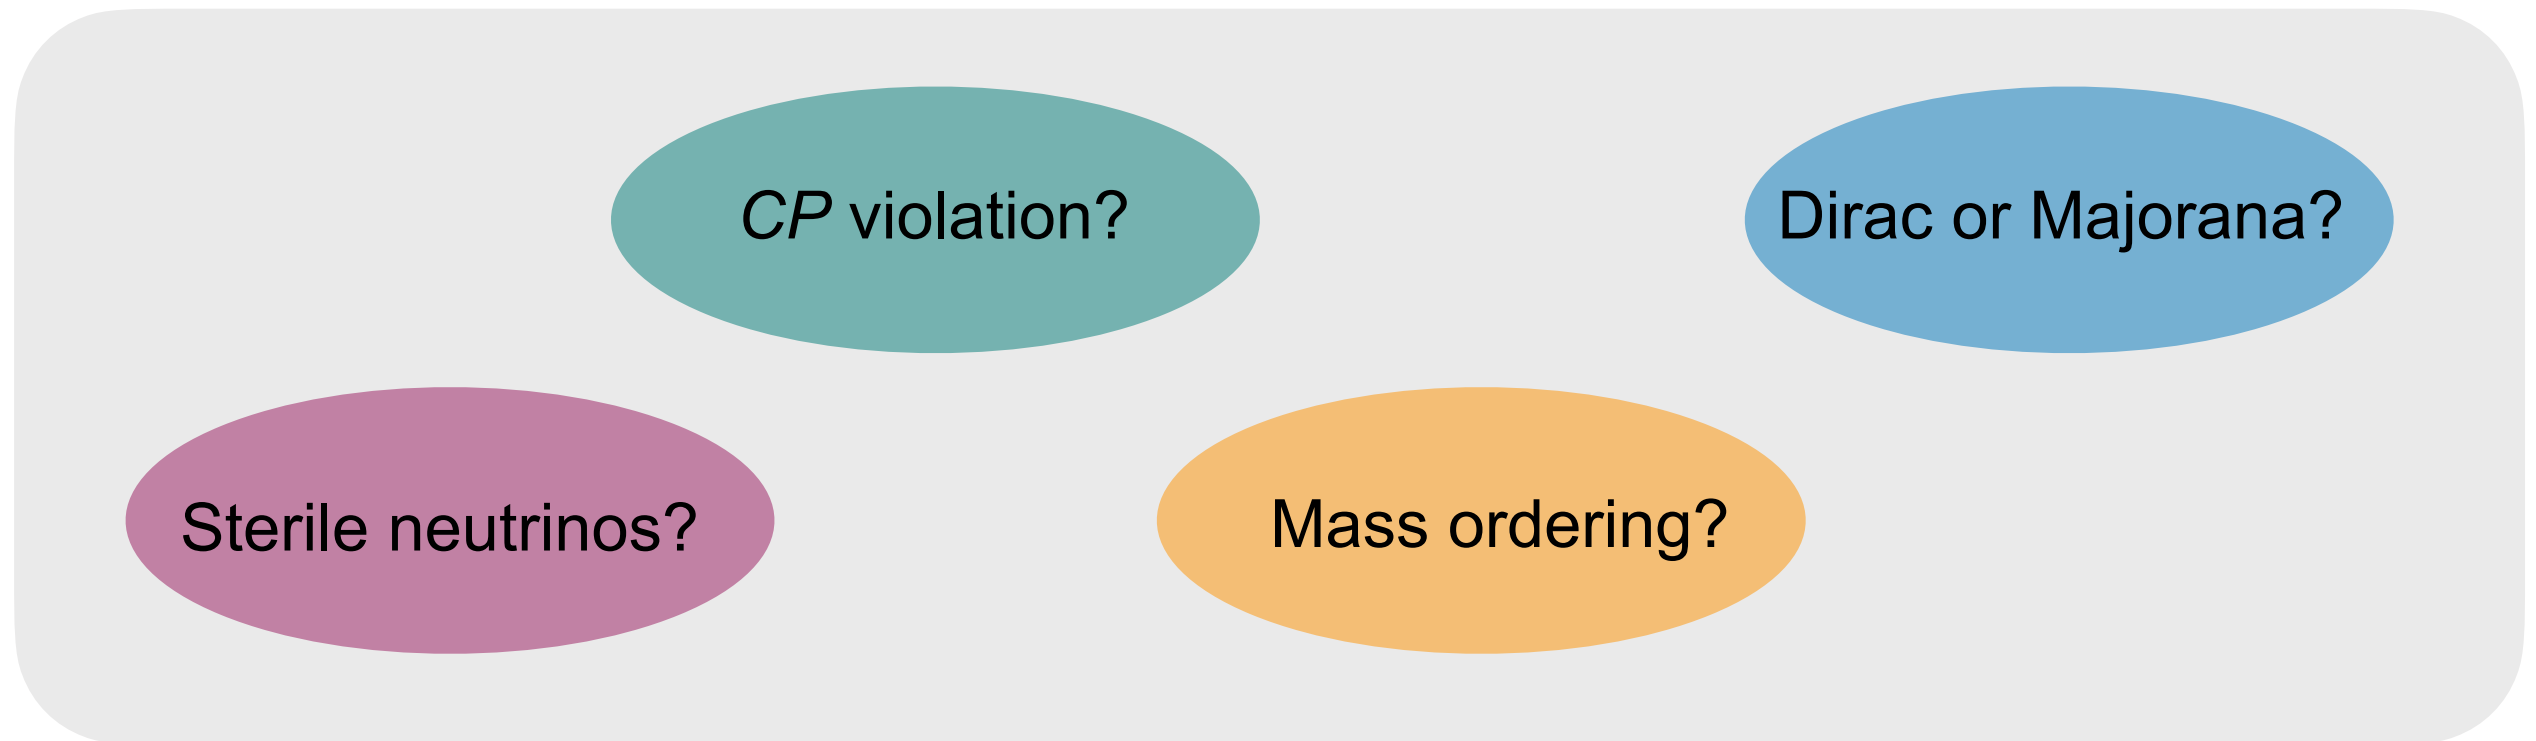 CP violation?
Dirac or Majorana?
Sterile neutrinos?
Mass ordering?